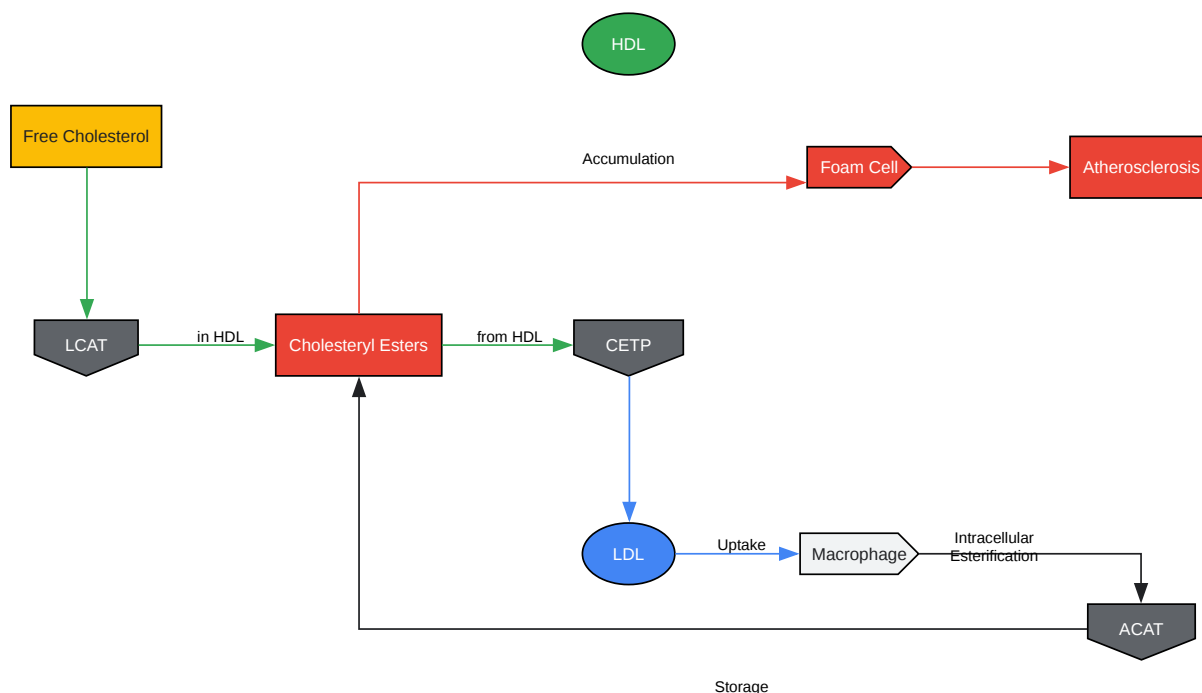 HDL
Free Cholesterol
Accumulation
Foam Cell
Atherosclerosis
LCAT
in HDL
Cholesteryl Esters
from HDL
CETP
LDL
Uptake
Macrophage
Intracellular
Esterification
ACAT
Storage